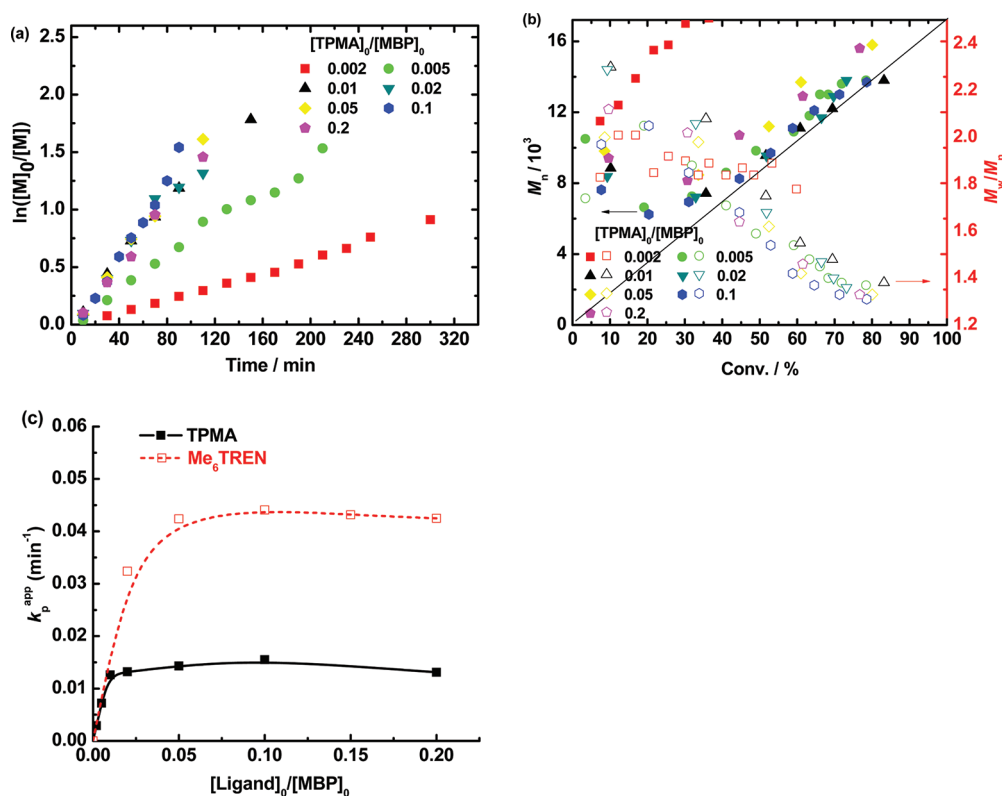 (a)
[TPMA]0/[MBP]0
0.002 0.005
0.01 0.02
0.05 0.1
0.2
ln([M]0/[M])
2.5
2.0
1.5
1.0
0.5
0.0
40 80 120 160 200 240 280 320
Time / min
(b)
16
12
8
4
0
Mn / 10^3
2.4
2.2
2.0
1.8
1.6
1.4
1.2
Mw/Mn
[TPMA]0/[MBP]0
0.002 0.005
0.01 0.02
0.05 0.1
0.2
0 10 20 30 40 50 60 70 80 90 100
Conv. / %
(c)
TPMA
Me6TREN
0.06
0.05
0.04
0.03
0.02
0.01
0.00
kp^app (min^-1)
0.00 0.05 0.10 0.15 0.20
[Ligand]0/[MBP]0